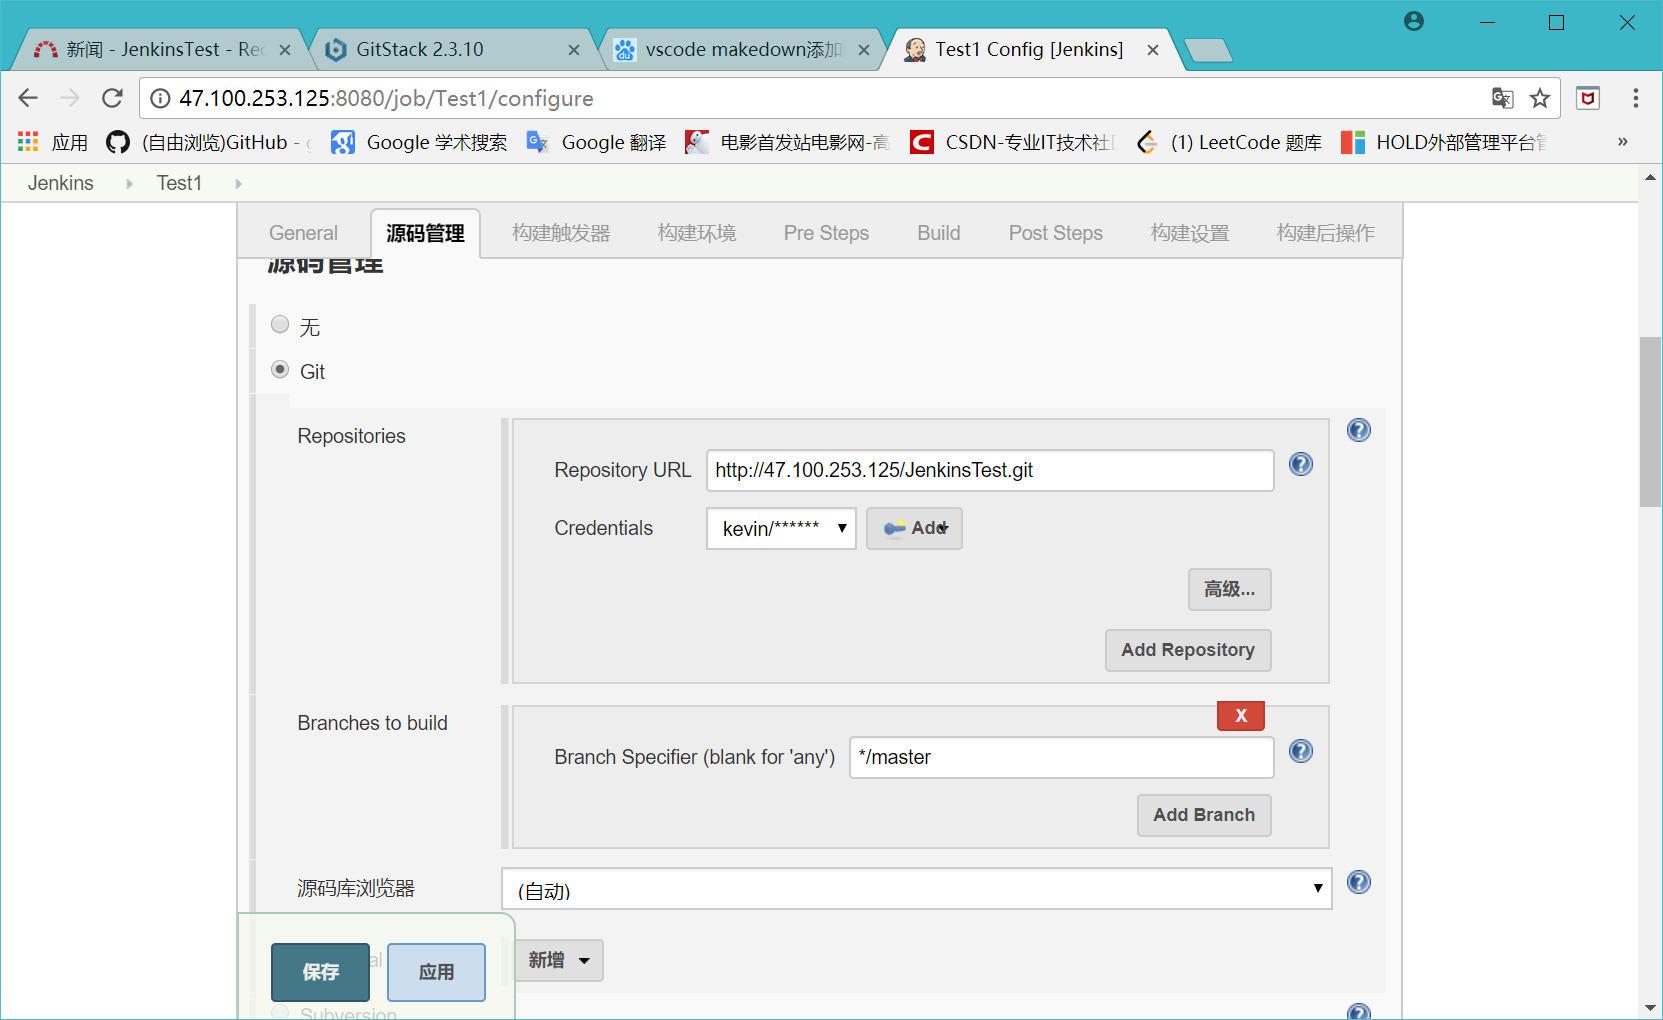 新闻 - JenkinsTest - Re
GitStack 2.3.10
vscode makedown添加
Test1 Config [Jenkins]
47.100.253.125:8080/job/Test1/configure
应用
(自由浏览)GitHub -
Google 学术搜索
Google 翻译
电影首发站电影网-高
CSDN-专业IT技术社
(1) LeetCode 题库
HOLD外部管理平台管
»
Jenkins
Test1
General
源码管理
构建触发器
构建环境
Pre Steps
Build
Post Steps
构建设置
构建后操作
源码管理
无
Git
Repositories
Repository URL
http://47.100.253.125/JenkinsTest.git
Credentials
kevin/******
Add
高级...
Add Repository
Branches to build
X
Branch Specifier (blank for 'any')
*/master
Add Branch
源码库浏览器
(自动)
保存
al
应用
新增
Subversion